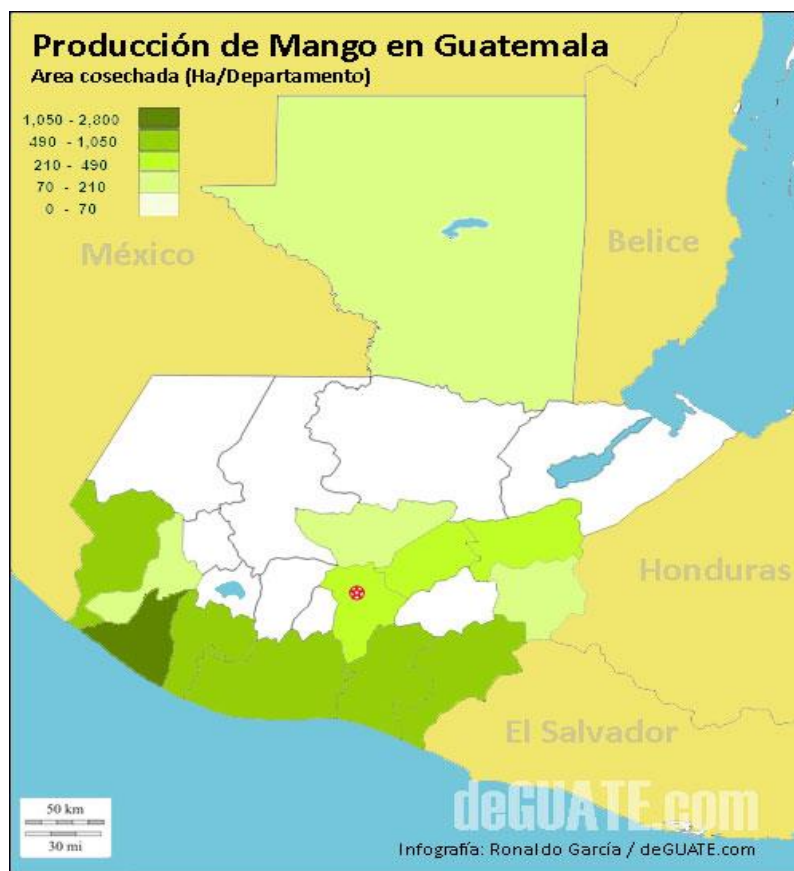 Producción de Mango en Guatemala
Area cosechada (Ha/Departamento)
1,050 - 2,800
490 - 1,050
210 - 490
70 - 210
0 - 70
México
Belice
Honduras
El Salvador
50 km
30 mi
deGUATE.com
Infografía: Ronaldo García / deGUATE.com